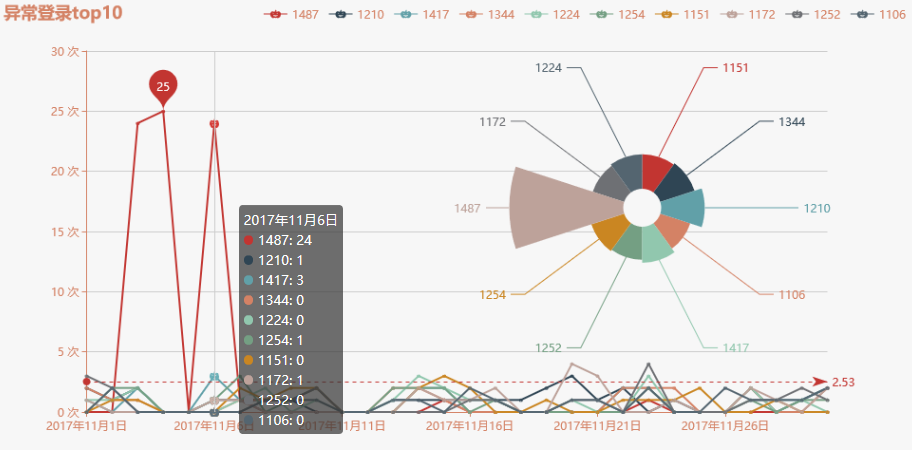 异常登录top10
1487 1210 1417 1344 1224 1254 1151 1172 1252 1106
30 次
25 次
20 次
15 次
10 次
5 次
0 次
25
2017年11月6日
1487: 24
1210: 1
1417: 3
1344: 0
1224: 0
1254: 1
1151: 0
1172: 1
1252: 0
1106: 0
2.53
2017年11月1日 2017年11月6日 2017年11月11日 2017年11月16日 2017年11月21日 2017年11月26日
1224 1151
1172 1344
1487 1210
1254 1106
1252 1417